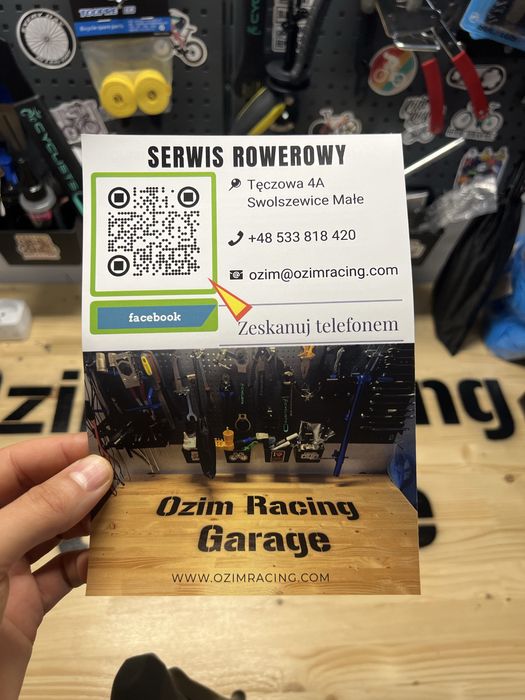 SERWIS ROWEROWY
Tęczowa 4A
Swolszewice Małe
+48 533 818 420
ozim@ozimracing.com
facebook
Zeskanuj telefonem
Ozim Racing
Garage
WWW.OZIMRACING.COM